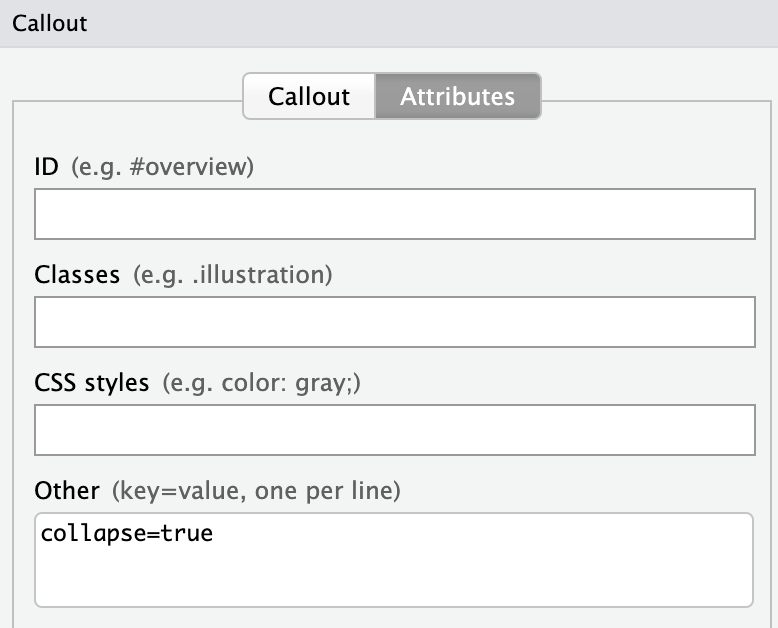 Callout
Callout Attributes
ID (e.g. #overview)
Classes (e.g. .illustration)
CSS styles (e.g. color: gray;)
Other (key=value, one per line)
collapse=true